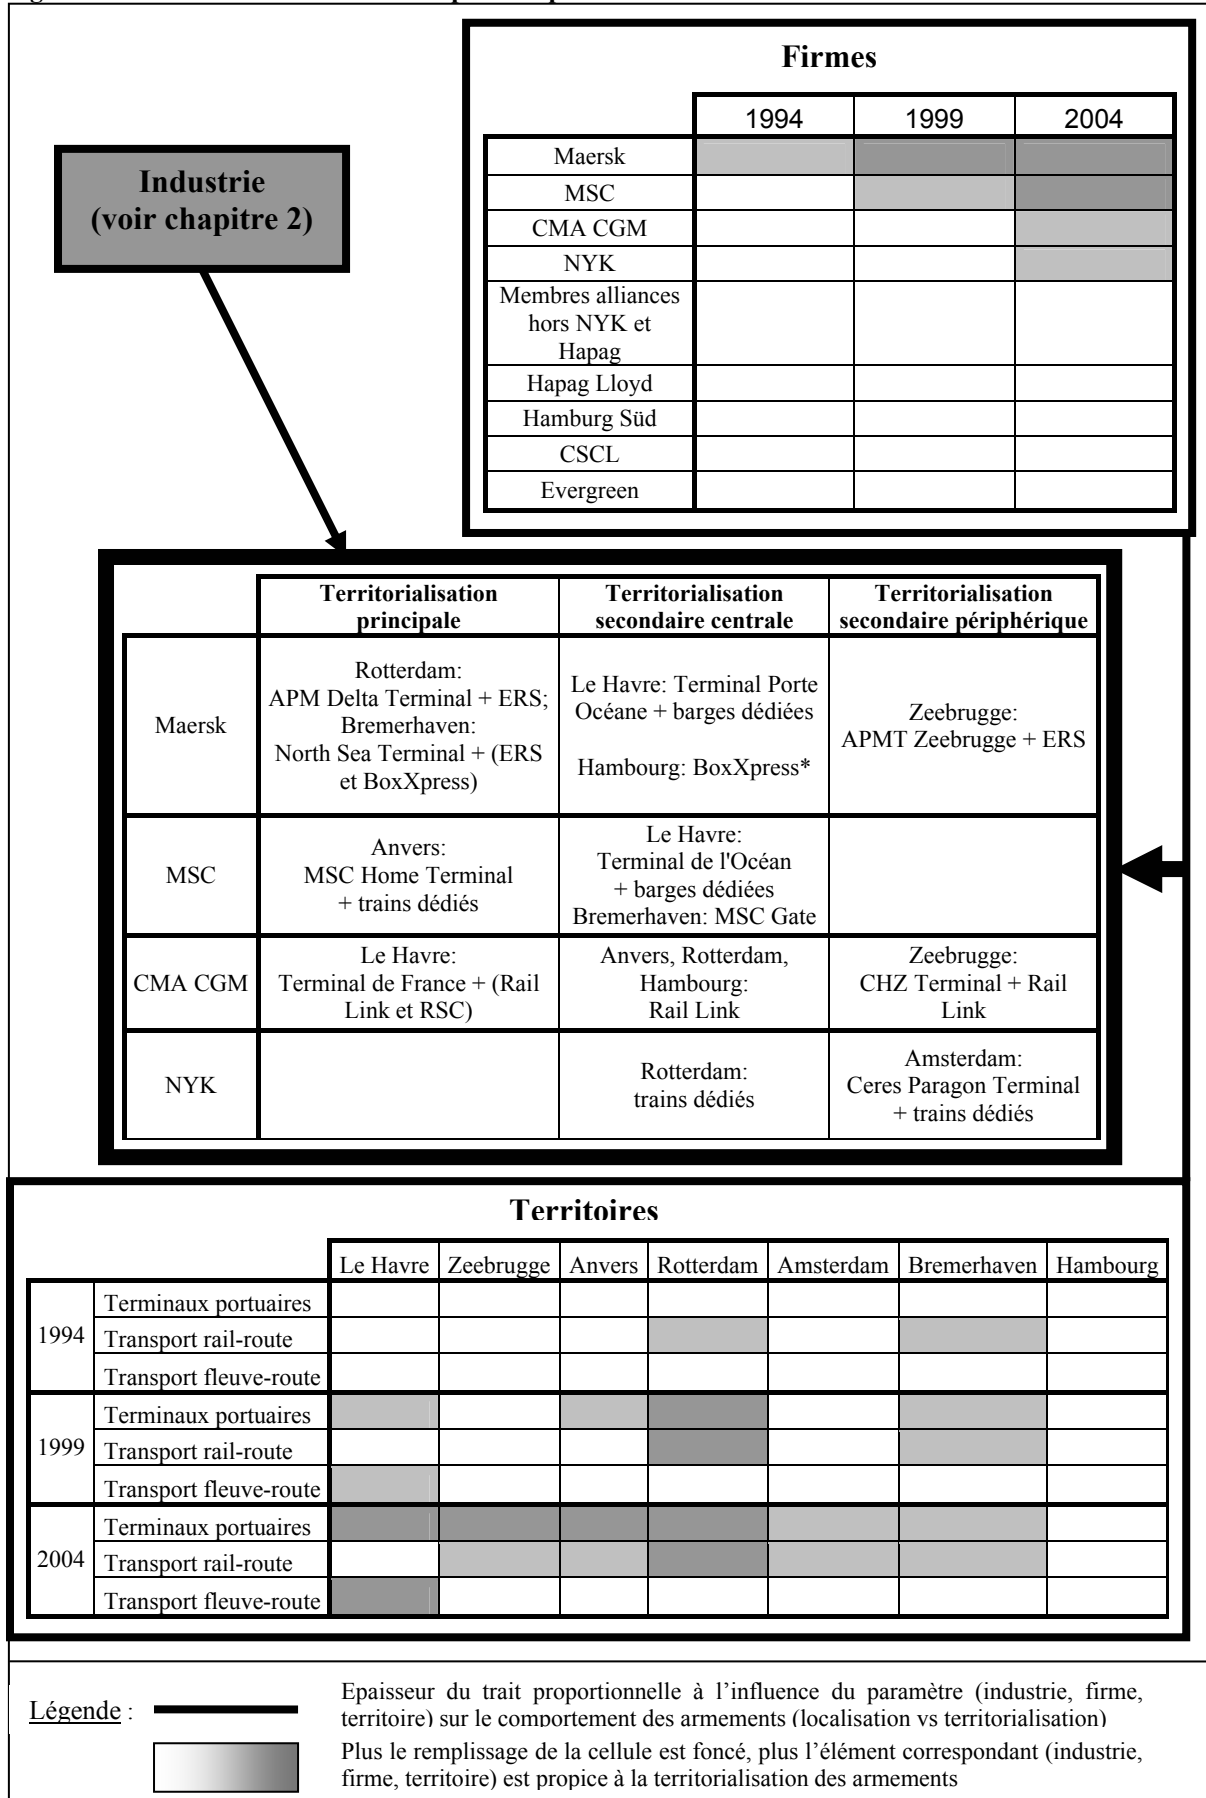 Firmes
1994 1999 2004
Maersk
MSC
CMA CGM
NYK
Membres alliances
hors NYK et
Hapag
Hapag Lloyd
Hamburg Süd
CSCL
Evergreen
Industrie
(voir chapitre 2)
Territorialisation
principale
Territorialisation
secondaire centrale
Territorialisation
secondaire périphérique
Maersk
Rotterdam:
APM Delta Terminal + ERS;
Bremerhaven:
North Sea Terminal + (ERS
et BoxXpress)
Le Havre: Terminal Porte
Océane + barges dédiées
Hambourg: BoxXpress*
Zeebrugge:
APMT Zeebrugge + ERS
MSC
Anvers:
MSC Home Terminal
+ trains dédiés
Le Havre:
Terminal de l'Océan
+ barges dédiées
Bremerhaven: MSC Gate
CMA CGM
Le Havre:
Terminal de France + (Rail
Link et RSC)
Anvers, Rotterdam,
Hambourg:
Rail Link
Zeebrugge:
CHZ Terminal + Rail
Link
NYK
Rotterdam:
trains dédiés
Amsterdam:
Ceres Paragon Terminal
+ trains dédiés
Territoires
Le Havre Zeebrugge Anvers Rotterdam Amsterdam Bremerhaven Hambourg
1994
Terminaux portuaires
Transport rail-route
Transport fleuve-route
1999
Terminaux portuaires
Transport rail-route
Transport fleuve-route
2004
Terminaux portuaires
Transport rail-route
Transport fleuve-route
Légende :
Epaisseur du trait proportionnelle à l’influence du paramètre (industrie, firme,
territoire) sur le comportement des armements (localisation vs territorialisation)
Plus le remplissage de la cellule est foncé, plus l’élément correspondant (industrie,
firme, territoire) est propice à la territorialisation des armements